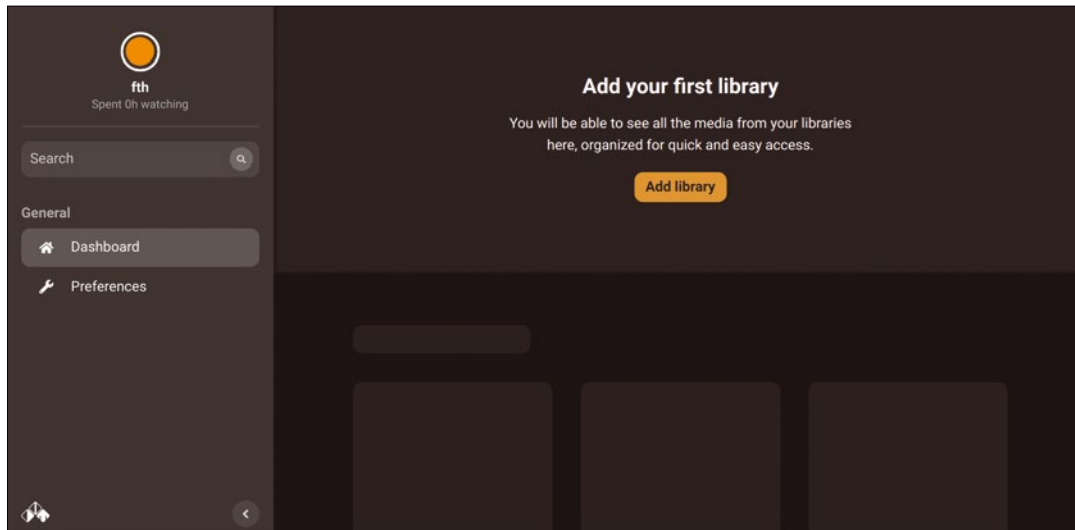 fth
Spent 0h watching
Search
General
Dashboard
Preferences
Add your first library
You will be able to see all the media from your libraries
here, organized for quick and easy access.
Add library